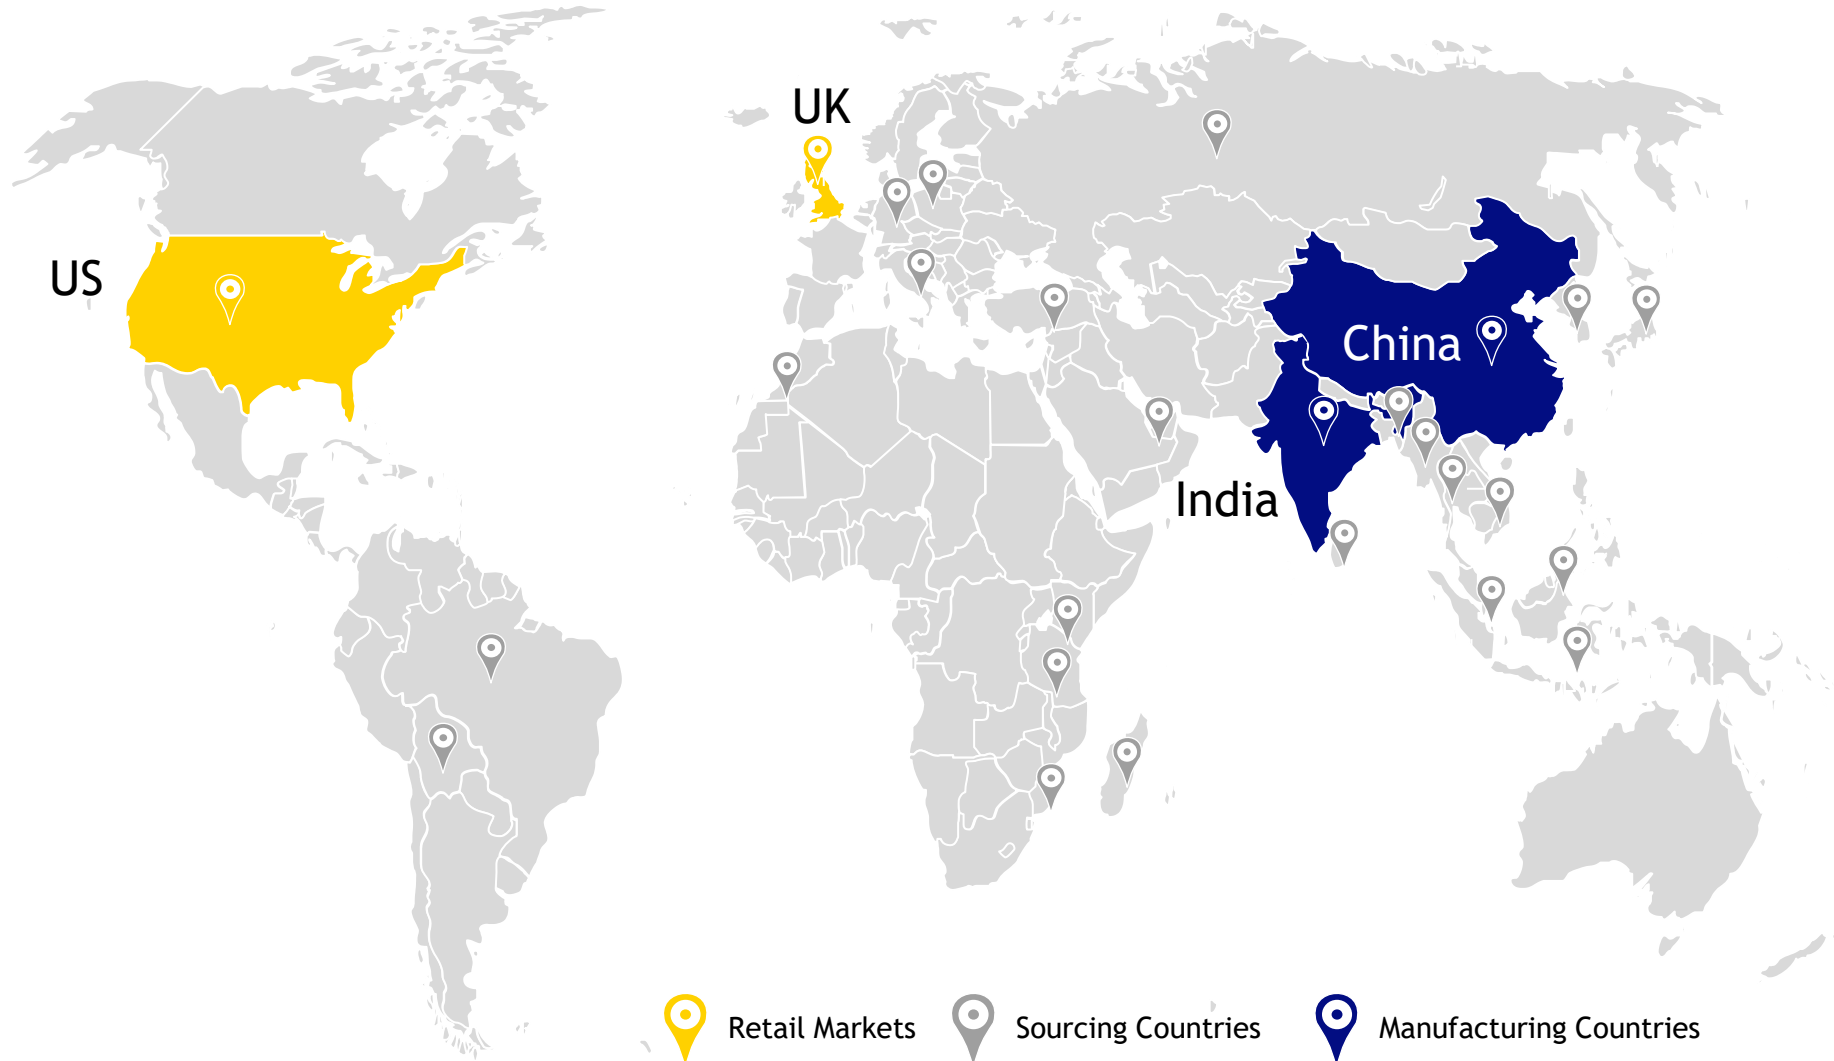 UK
US
China
India
Retail Markets
Sourcing Countries
Manufacturing Countries